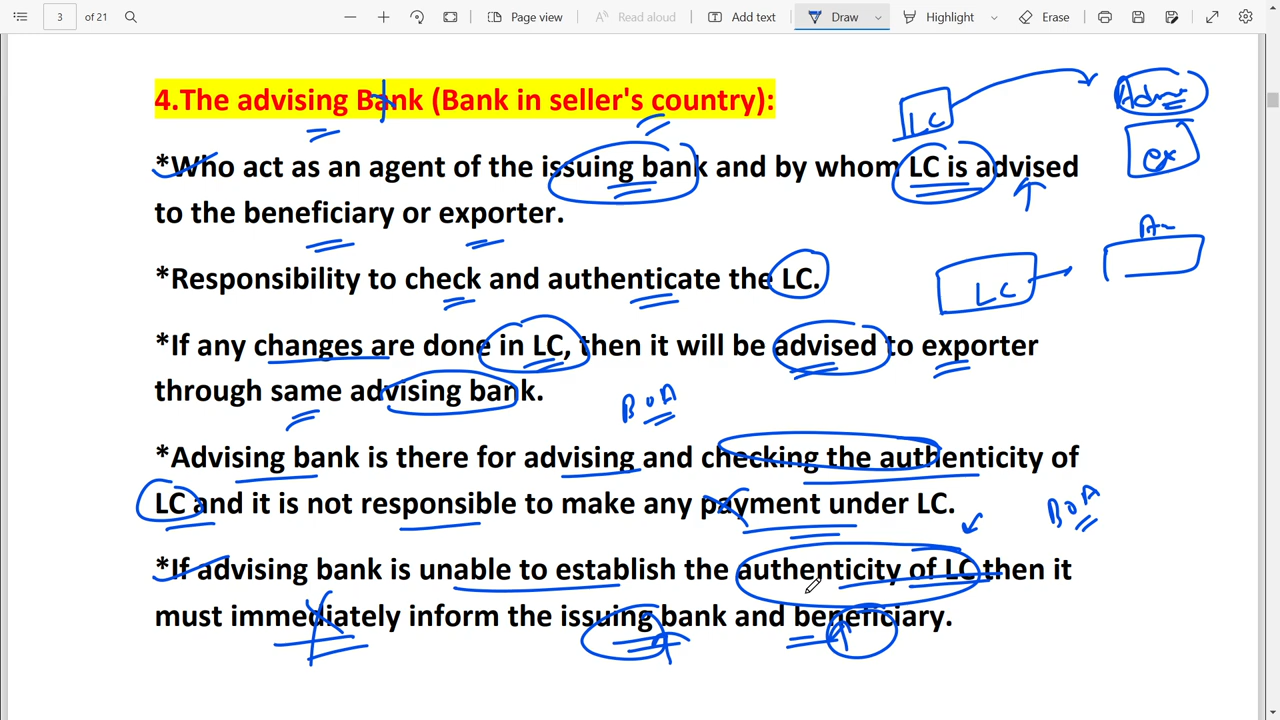 3 of 21
Page view
Read aloud
Add text
Draw
Highlight
Erase
4.The advising Bank (Bank in seller's country):
LC
ex
*Who act as an agent of the issuing bank and by whom LC is advised
to the beneficiary or exporter.
*Responsibility to check and authenticate the LC.
LC
*If any changes are done in LC, then it will be advised to exporter
through same advising bank.
BOA
*Advising bank is there for advising and checking the authenticity of
LC and it is not responsible to make any payment under LC.
BOA
*If advising bank is unable to establish the authenticity of LC then it
must immediately inform the issuing bank and beneficiary.